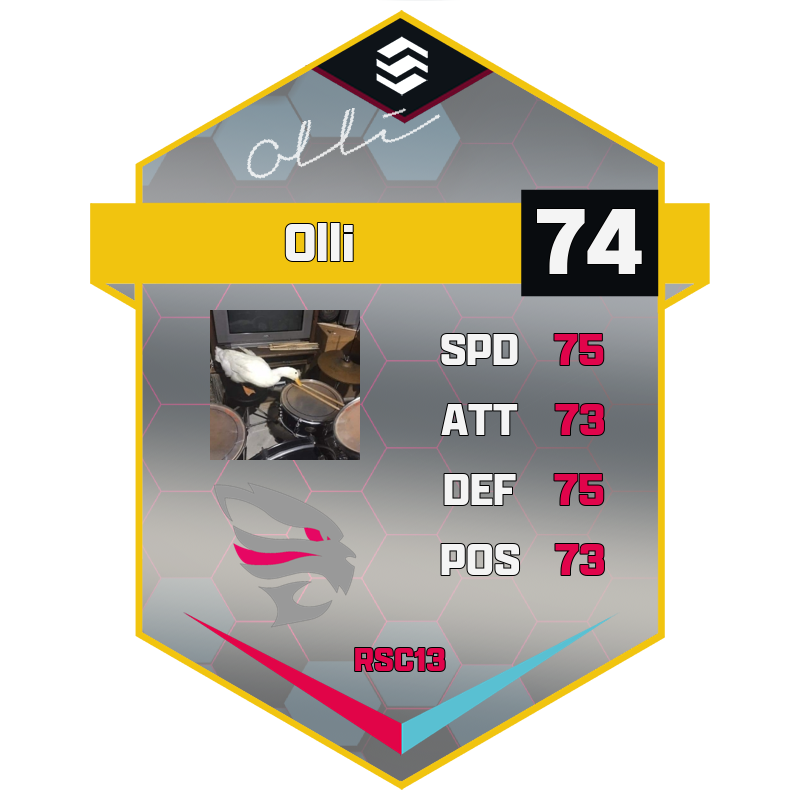 Olli
Olli 74
SPD 75
ATT 73
DEF 75
POS 73
RSC13